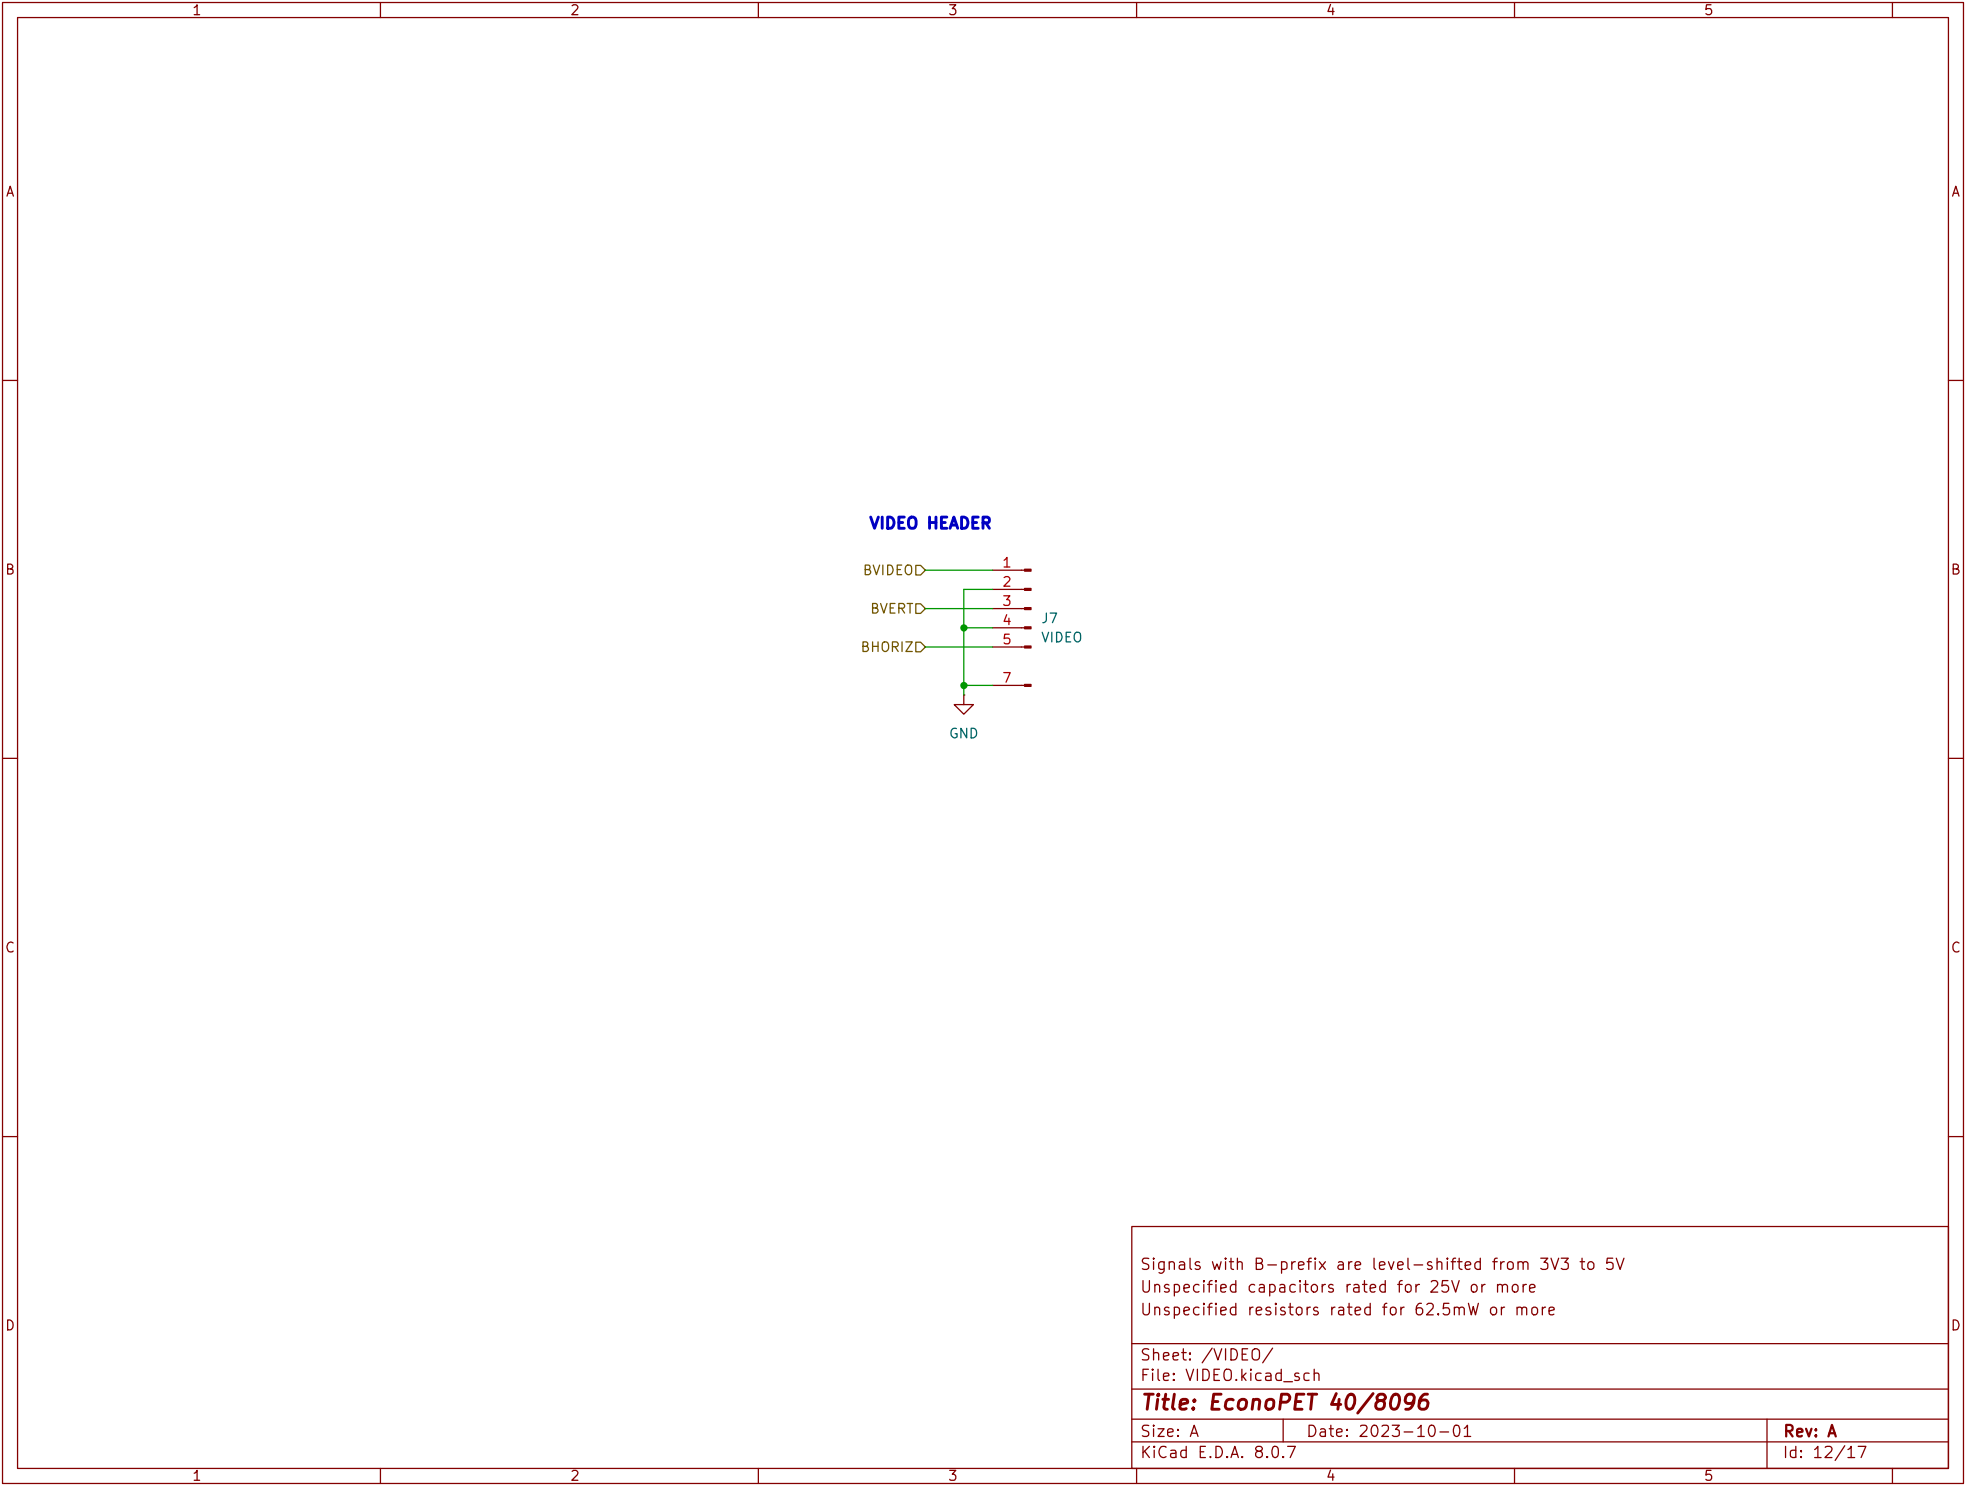 1 2 3 4 5
A A
VIDEO HEADER
BVIDEO 1
B B
2
BVERT 3
J7
4
VIDEO
BHORIZ 5
7
GND
C C
Signals with B-prefix are level-shifted from 3V3 to 5V
Unspecified capacitors rated for 25V or more
Unspecified resistors rated for 62.5mW or more
D D
Sheet: /VIDEO/
File: VIDEO.kicad_sch
Title: EconoPET 40/8096
Size: A Date: 2023-10-01 Rev: A
KiCad E.D.A. 8.0.7 Id: 12/17
1 2 3 4 5